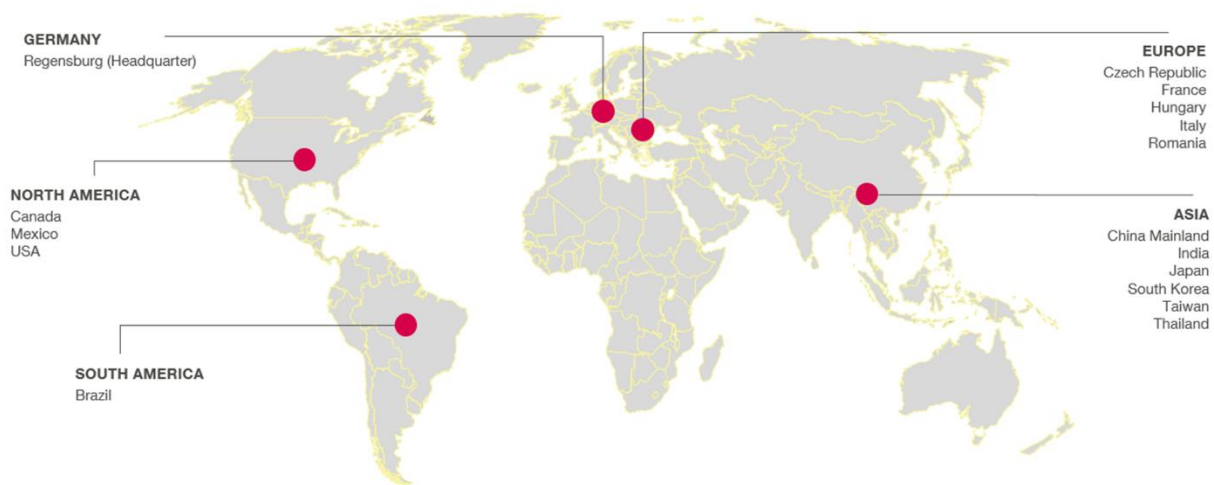 GERMANY
Regensburg (Headquarter)
NORTH AMERICA
Canada
Mexico
USA
SOUTH AMERICA
Brazil
EUROPE
Czech Republic
France
Hungary
Italy
Romania
ASIA
China Mainland
India
Japan
South Korea
Taiwan
Thailand